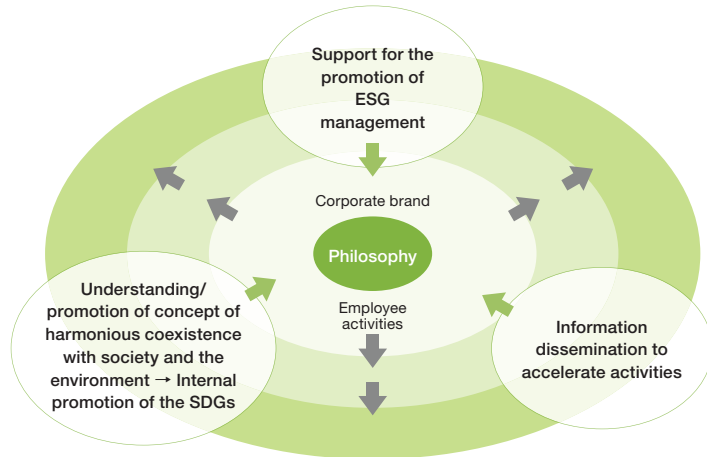 Support for the
promotion of
ESG
management
Corporate brand
Philosophy
Employee
activities
Understanding/
promotion of concept of
harmonious coexistence
with society and the
environment → Internal
promotion of the SDGs
Information
dissemination to
accelerate activities